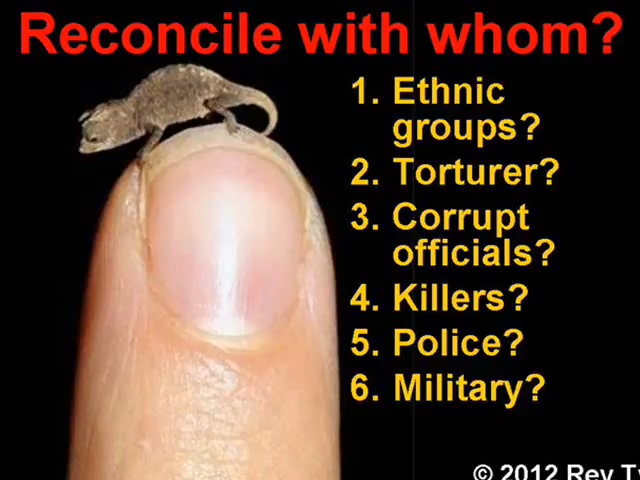 Reconcile with whom?
1. Ethnic
groups?
2. Torturer?
3. Corrupt
officials?
4. Killers?
5. Police?
6. Military?
© 2012 Rev